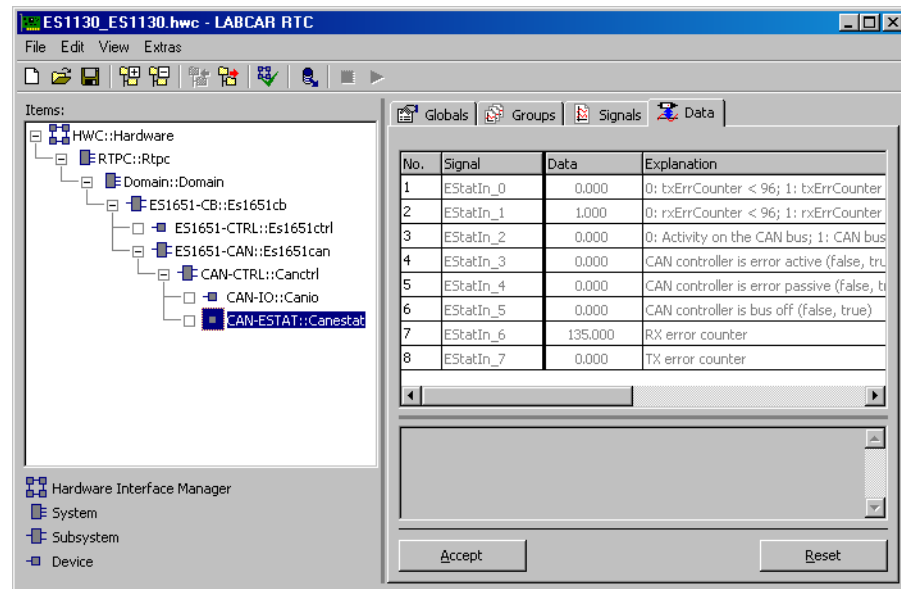 ES1130_ES1130.hwc - LABCAR RTC
File Edit View Extras
Items:
HWC::Hardware
RTPC::Rtpc
Domain::Domain
ES1651-CB::Es1651cb
ES1651-CTRL::Es1651ctrl
ES1651-CAN::Es1651can
CAN-CTRL::Canctrl
CAN-IO::Canio
CAN-ESTAT::Canestat
Hardware Interface Manager
System
Subsystem
Device
Globals Groups Signals Data
No. Signal Data Explanation
1 EStatIn_0 0.000 0: txErrCounter < 96; 1: txErrCounter
2 EStatIn_1 1.000 0: rxErrCounter < 96; 1: rxErrCounter
3 EStatIn_2 0.000 0: Activity on the CAN bus; 1: CAN bus
4 EStatIn_3 0.000 CAN controller is error active (false, tru
5 EStatIn_4 0.000 CAN controller is error passive (false, t
6 EStatIn_5 0.000 CAN controller is bus off (false, true)
7 EStatIn_6 135.000 RX error counter
8 EStatIn_7 0.000 TX error counter
Accept Reset